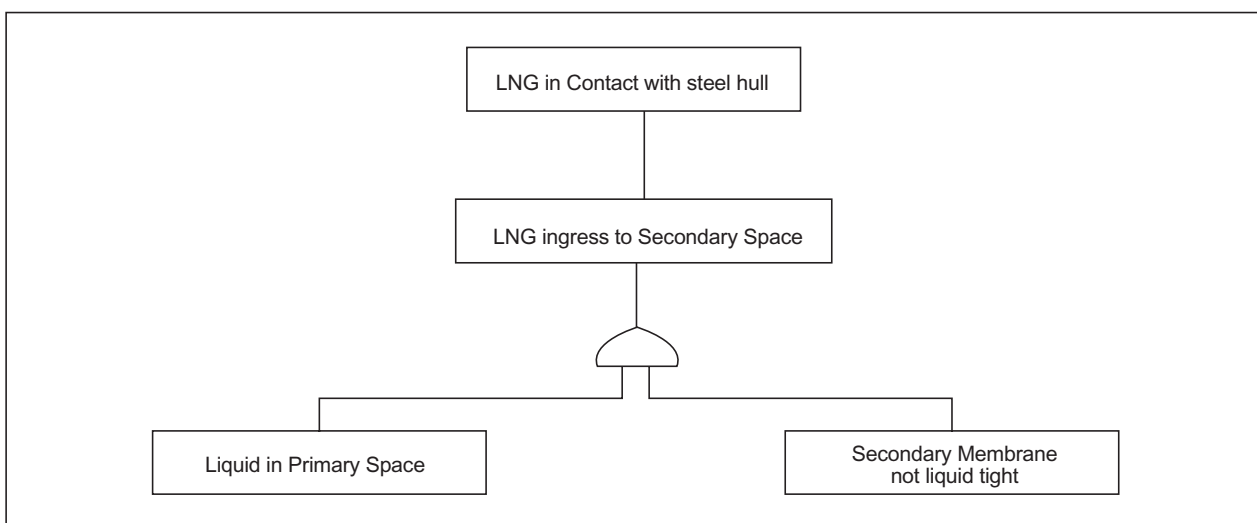 LNG in Contact with steel hull
LNG ingress to Secondary Space
Liquid in Primary Space
Secondary Membrane
not liquid tight